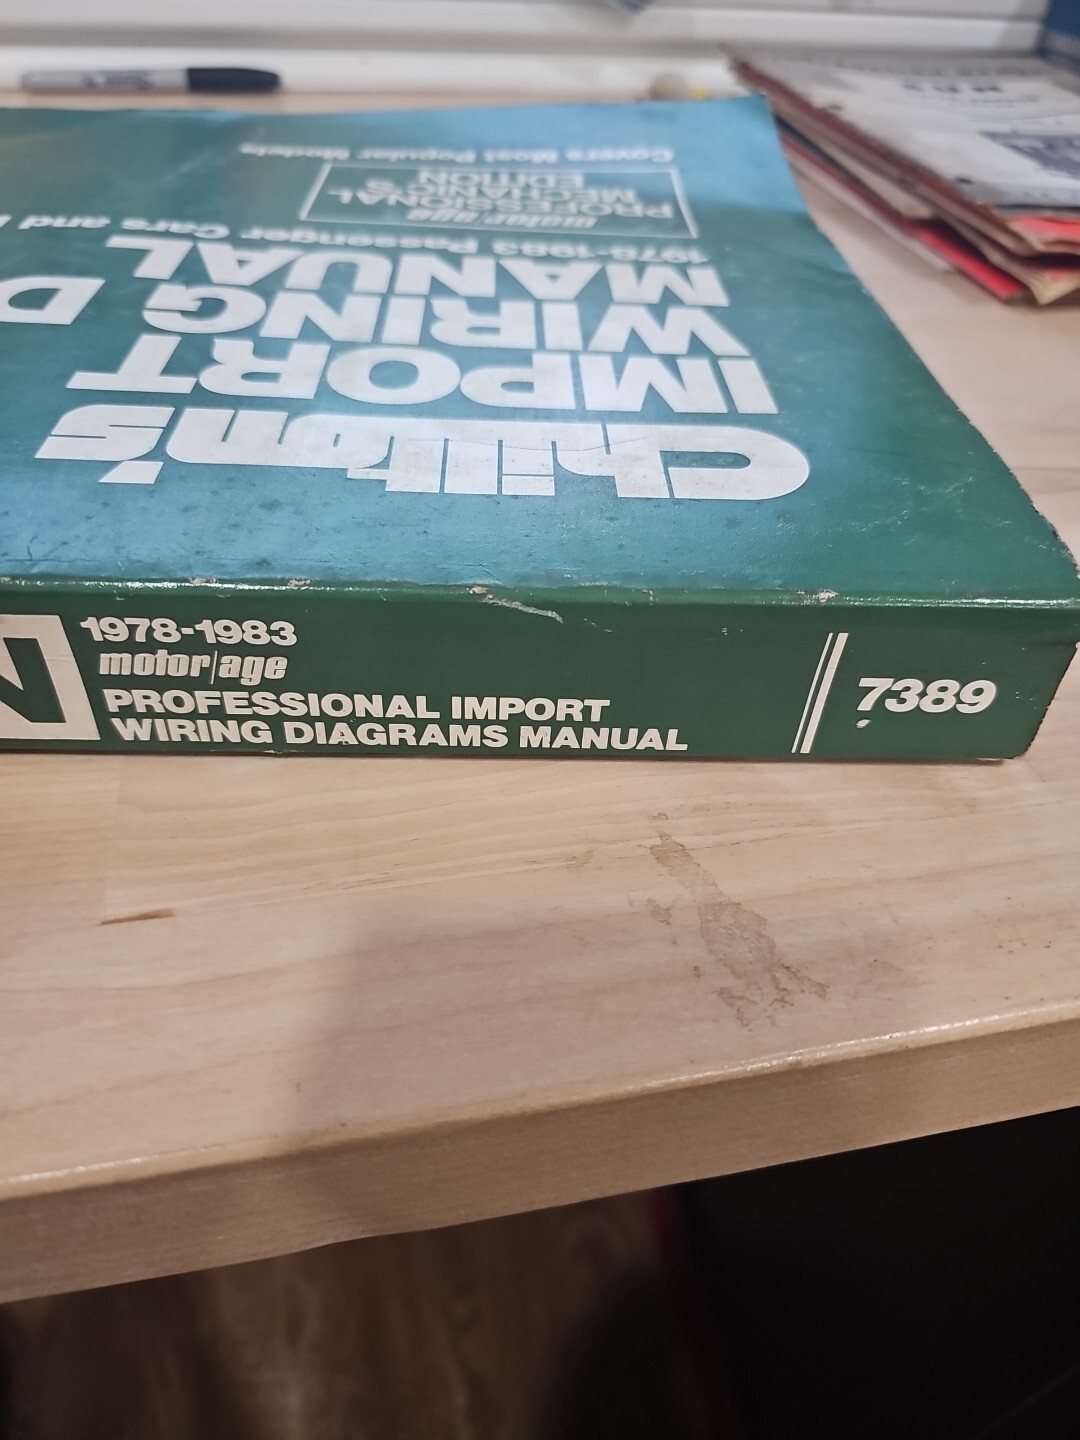 Chilton's
IMPORT
WIRING D
MANUAL
1978-1983 Passenger Cars and
motor/age
PROFESSIONAL
MECHANIC'S
EDITION
Covers Most Popular Models
N
1978-1983
motor|age
PROFESSIONAL IMPORT
WIRING DIAGRAMS MANUAL
7389